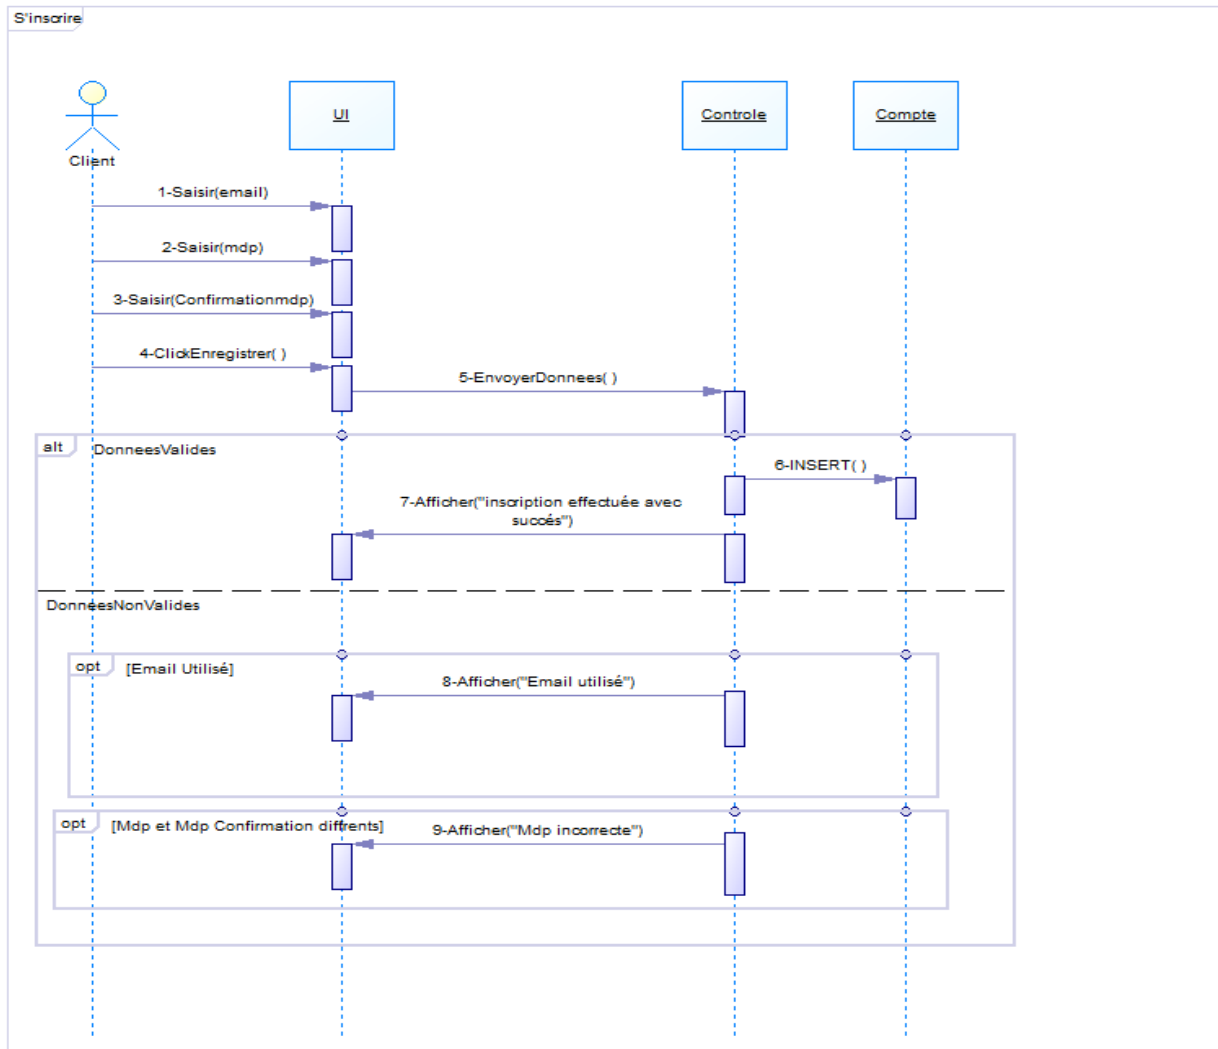 S'inscrire
UI
Controle
Compte
Client
1-Saisir(email)
2-Saisir(mdp)
3-Saisir(Confirmationmdp)
4-ClickEnregistrer( )
5-EnvoyerDonnees( )
alt
DonneesValides
6-INSERT( )
7-Afficher("inscription effectuée avec
succés")
DonneesNonValides
opt
[Email Utilisé]
8-Afficher("Email utilisé")
opt
[Mdp et Mdp Confirmation diffrents]
9-Afficher("Mdp incorrecte")